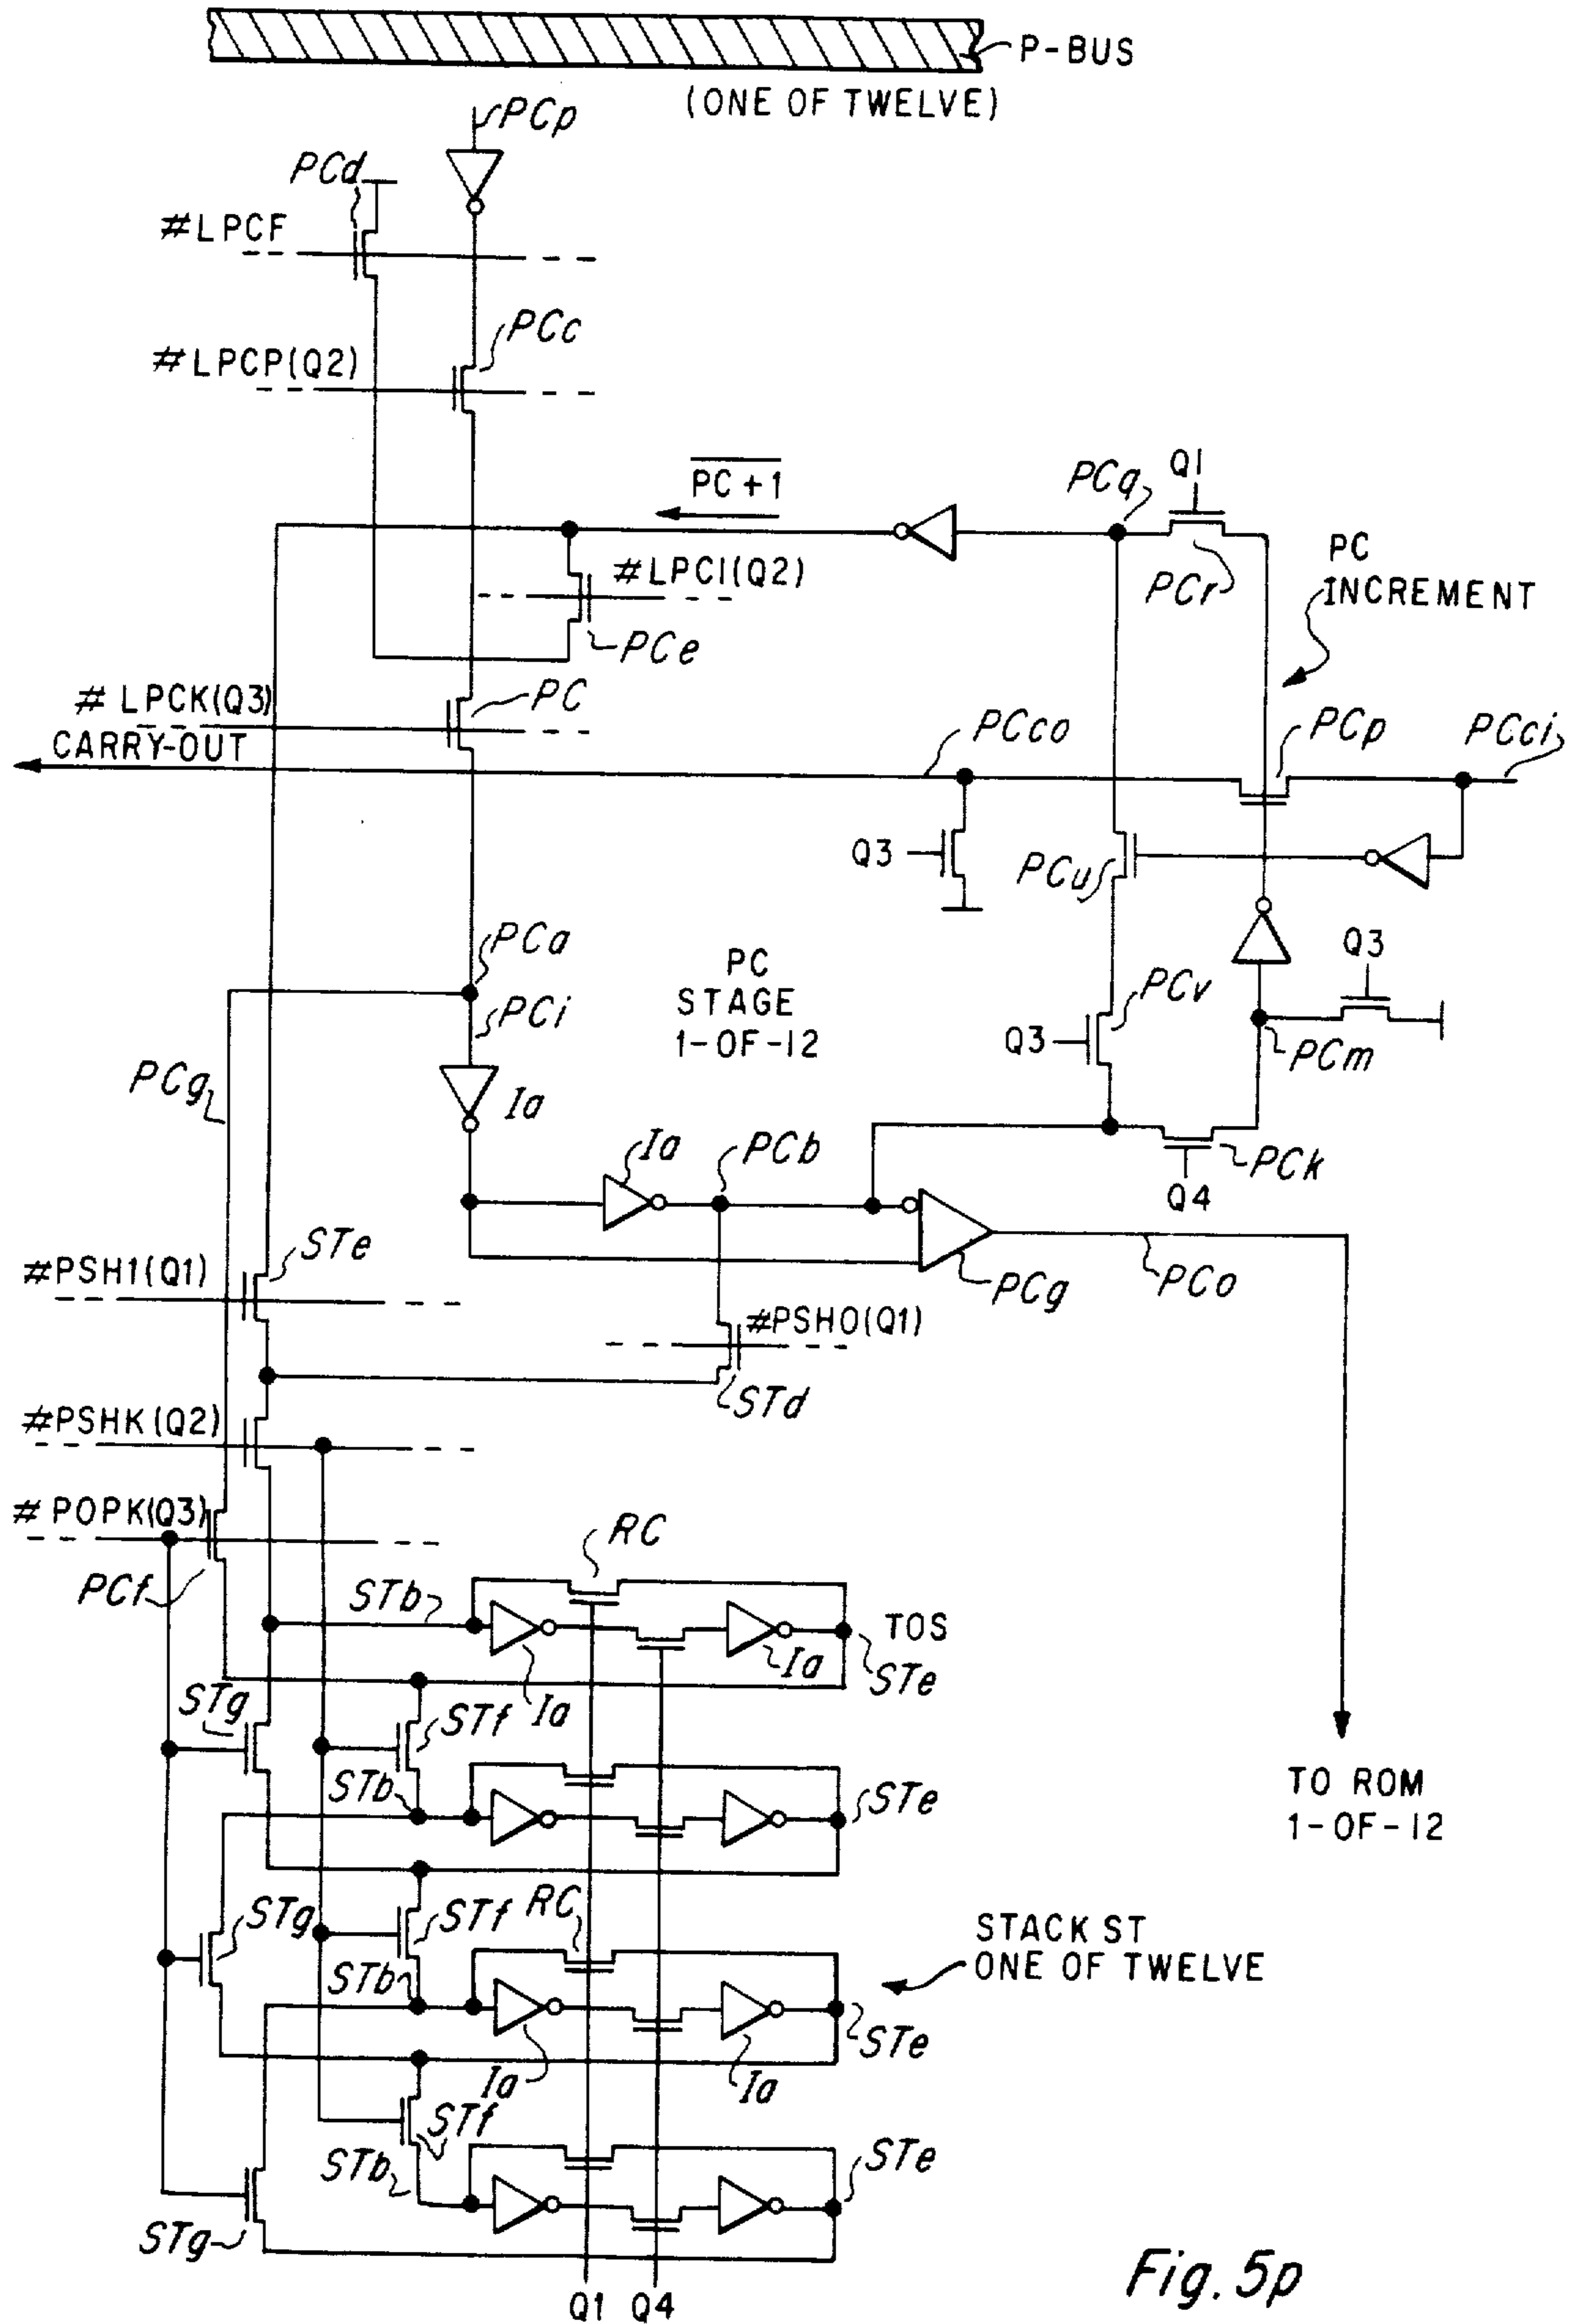 P-BUS
(ONE OF TWELVE)
PCp
PCd
#LPCF
PCc
#LPCP(Q2)
PC+1
PCq
Q1
PCr
PC
INCREMENT
#LPCI(Q2)
PCe
# LPCK(Q3)
PC
CARRY-OUT
PCco
PCp
PCci
Q3
PCu
PCa
PC
STAGE
1-OF-12
PCi
PCv
Q3
Q3
PCm
PCg
Ia
Ia
PCb
PCk
Q4
STe
#PSH1(Q1)
PCg
PCo
#PSHO(Q1)
STd
#PSHK(Q2)
# POPK(Q3)
RC
PCf
STb
TOS
STe
Ia
Ia
STg
STf
STb
STe
TO ROM
1-OF-12
STg
STf
RC
STb
STACK ST
ONE OF TWELVE
STe
Ia
Ia
STf
STb
STe
STg
Q1 Q4
Fig. 5p